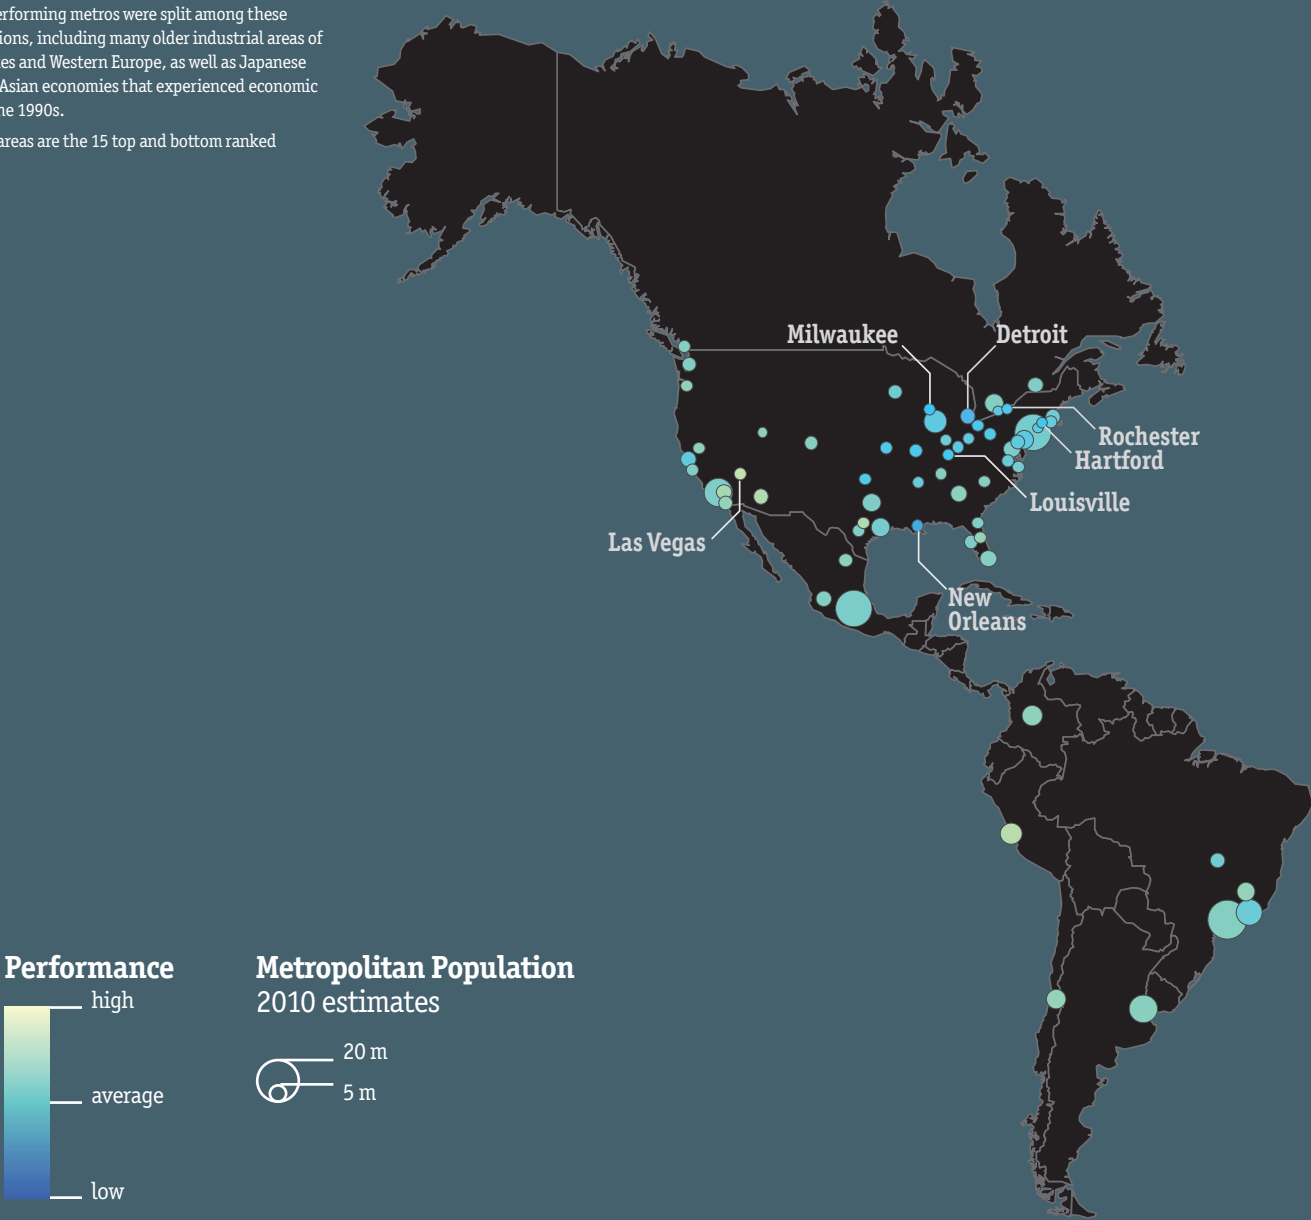 erforming metros were split among these
ions, including many older industrial areas of
es and Western Europe, as well as Japanese
Asian economies that experienced economic
he 1990s.
areas are the 15 top and bottom ranked
Milwaukee
Detroit
Rochester
Hartford
Louisville
Las Vegas
New
Orleans
Performance
high
average
low
Metropolitan Population
2010 estimates
20 m
5 m